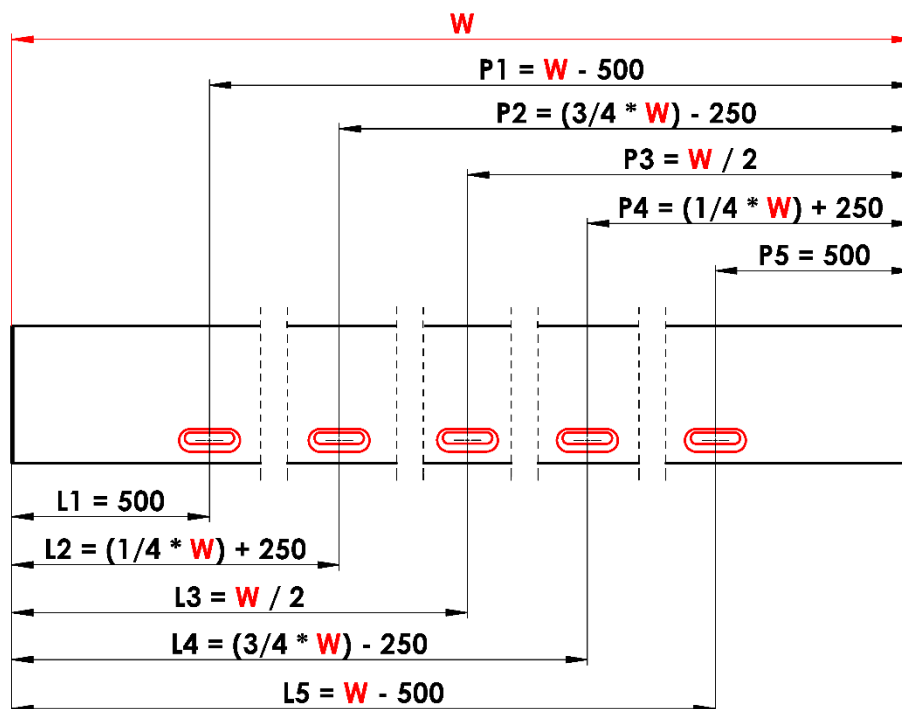 W
P1 = W - 500
P2 = (3/4 * W) - 250
P3 = W / 2
P4 = (1/4 * W) + 250
P5 = 500
L1 = 500
L2 = (1/4 * W) + 250
L3 = W / 2
L4 = (3/4 * W) - 250
L5 = W - 500